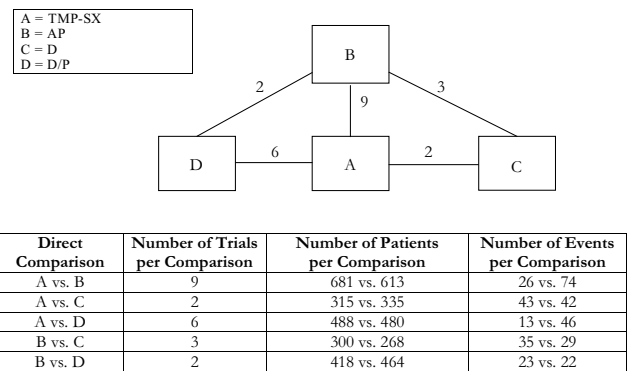 A = TMP-SX
B = AP
C = D
D = D/P
B
2
3
9
D
6
A
2
C
Direct Comparison | Number of Trials per Comparison | Number of Patients per Comparison | Number of Events per Comparison
A vs. B | 9 | 681 vs. 613 | 26 vs. 74
A vs. C | 2 | 315 vs. 335 | 43 vs. 42
A vs. D | 6 | 488 vs. 480 | 13 vs. 46
B vs. C | 3 | 300 vs. 268 | 35 vs. 29
B vs. D | 2 | 418 vs. 464 | 23 vs. 22